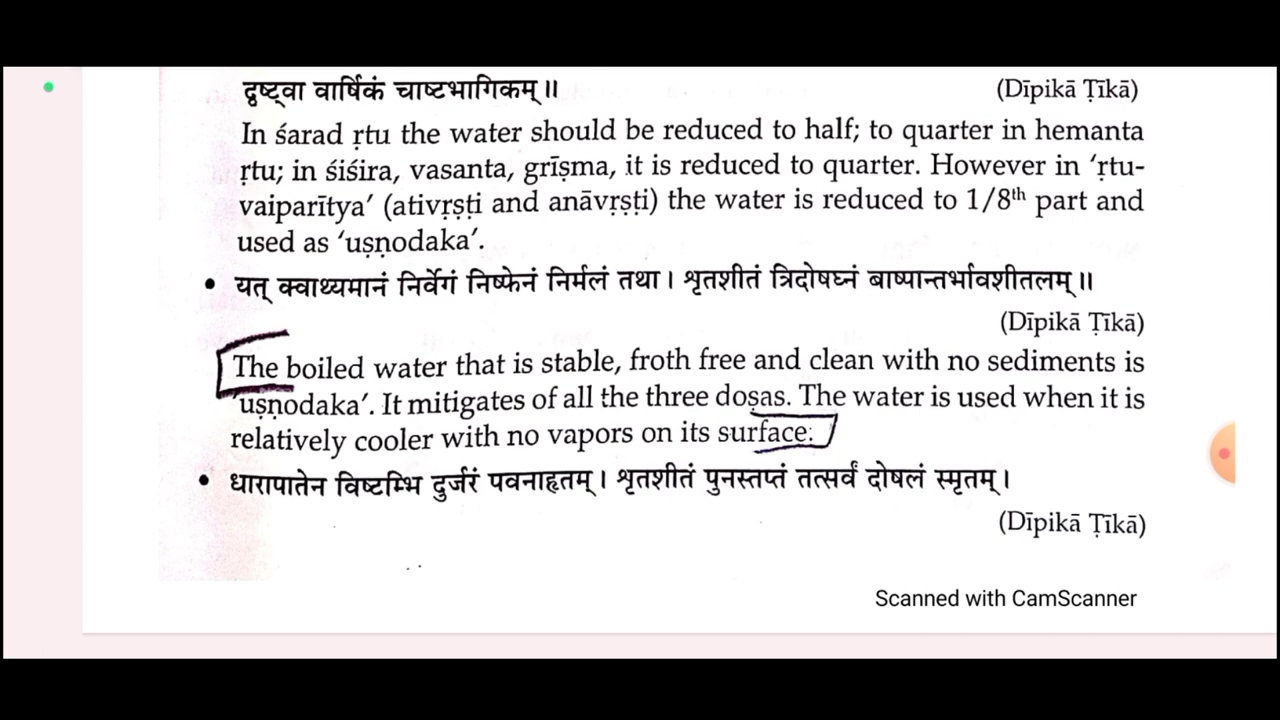 दृष्ट्वा वार्षिकं चाष्टभागिकम्॥ (Dīpikā Ṭīkā)
In śarad ṛtu the water should be reduced to half; to quarter in hemanta
ṛtu; in śiśira, vasanta, grīṣma, it is reduced to quarter. However in ‘ṛtu-
vaiparītya’ (ativṛṣṭi and anāvṛṣṭi) the water is reduced to 1/8th part and
used as ‘uṣṇodaka’.
• यत् क्वाथ्यमानं निर्वेगं निष्फेनं निर्मलं तथा। श‍ृतशीतं त्रिदोषघ्नं बाष्पान्तर्भावशीतलम्॥
(Dīpikā Ṭīkā)
The boiled water that is stable, froth free and clean with no sediments is
‘uṣṇodaka’. It mitigates of all the three doṣas. The water is used when it is
relatively cooler with no vapors on its surface.
• धारापातेन विष्टम्भि दुर्जरं पवनाहृतम्। श‍ृतशीतं पुनस्तप्तं तत्सर्वं दोषलं स्मृतम्।
(Dīpikā Ṭīkā)
Scanned with CamScanner